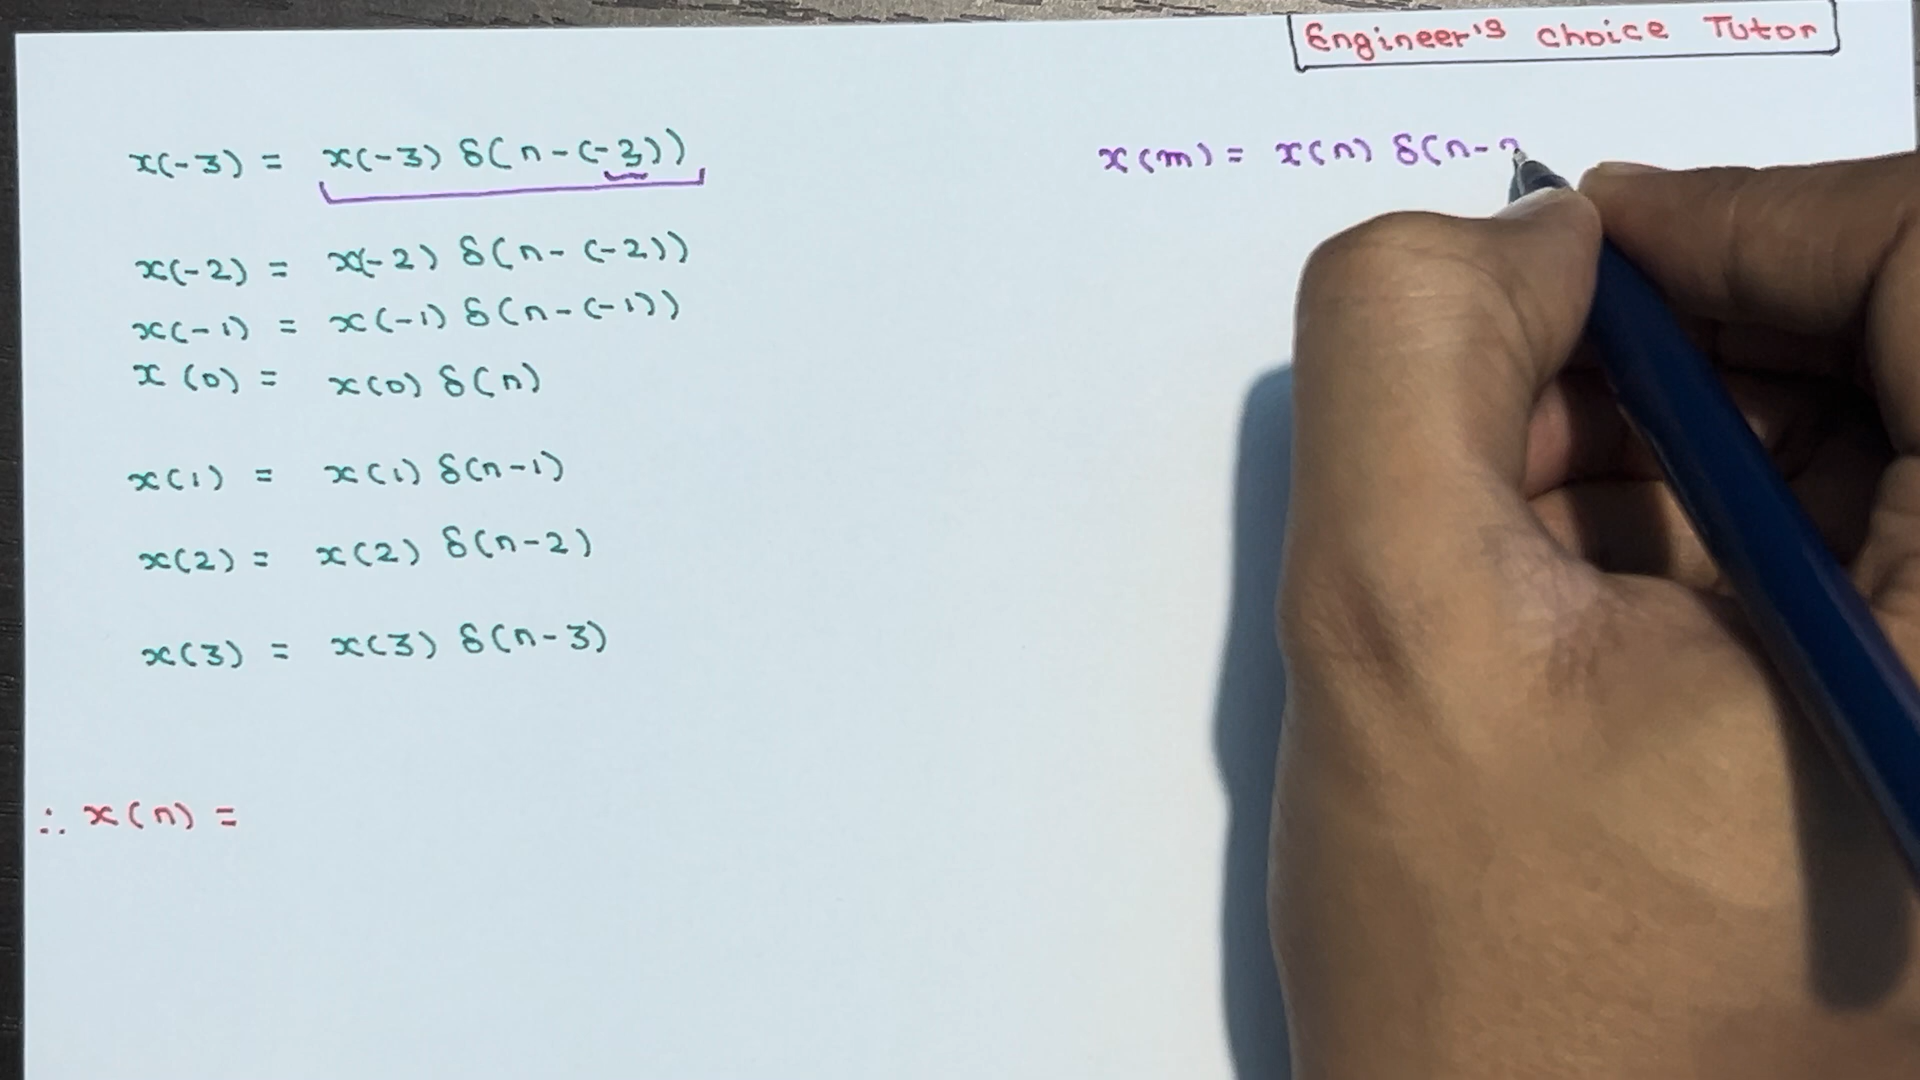 Engineer's choice Tutor
x(-3) = x(-3) δ(n-(-3))
x(m) = x(n) δ(n-
x(-2) = x(-2) δ(n-(-2))
x(-1) = x(-1) δ(n-(-1))
x(0) = x(0) δ(n)
x(1) = x(1) δ(n-1)
x(2) = x(2) δ(n-2)
x(3) = x(3) δ(n-3)
∴ x(n) =